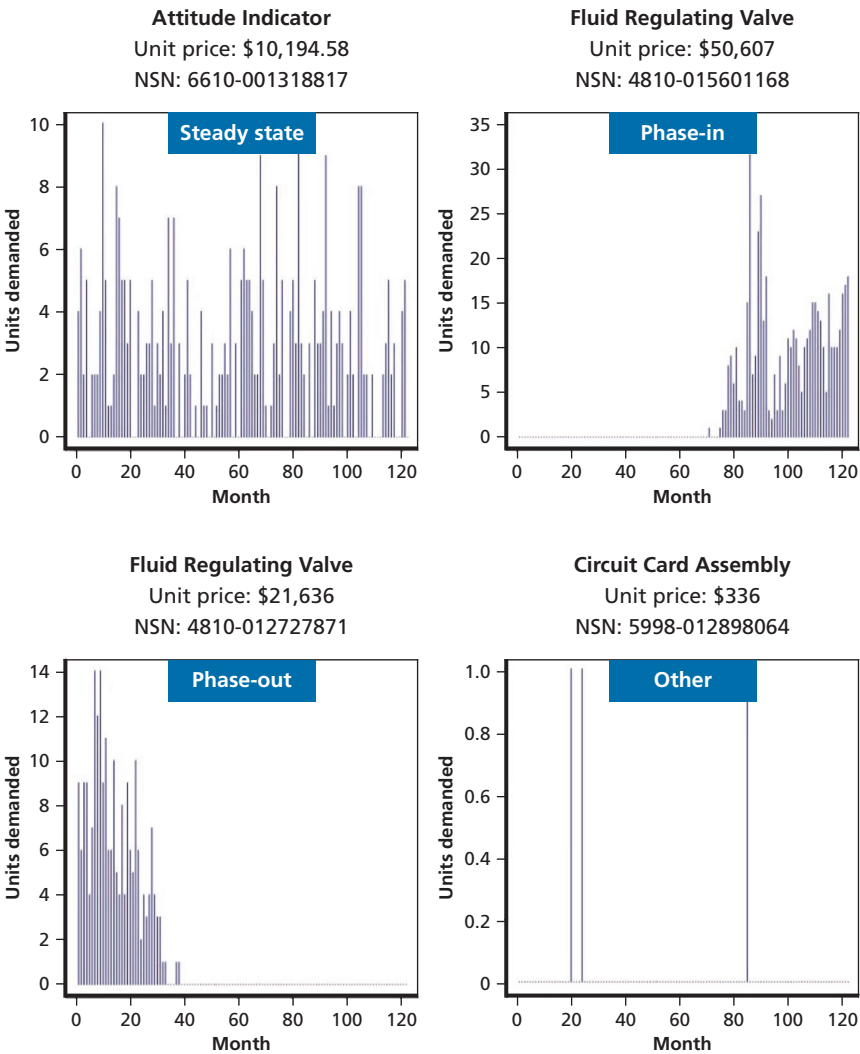 Attitude Indicator
Unit price: $10,194.58
NSN: 6610-001318817
Steady state
10
8
6
4
2
0
Units demanded
0 20 40 60 80 100 120
Month
Fluid Regulating Valve
Unit price: $50,607
NSN: 4810-015601168
Phase-in
35
30
25
20
15
10
5
0
Units demanded
0 20 40 60 80 100 120
Month
Fluid Regulating Valve
Unit price: $21,636
NSN: 4810-012727871
Phase-out
14
12
10
8
6
4
2
0
Units demanded
0 20 40 60 80 100 120
Month
Circuit Card Assembly
Unit price: $336
NSN: 5998-012898064
Other
1.0
0.8
0.6
0.4
0.2
0
Units demanded
0 20 40 60 80 100 120
Month